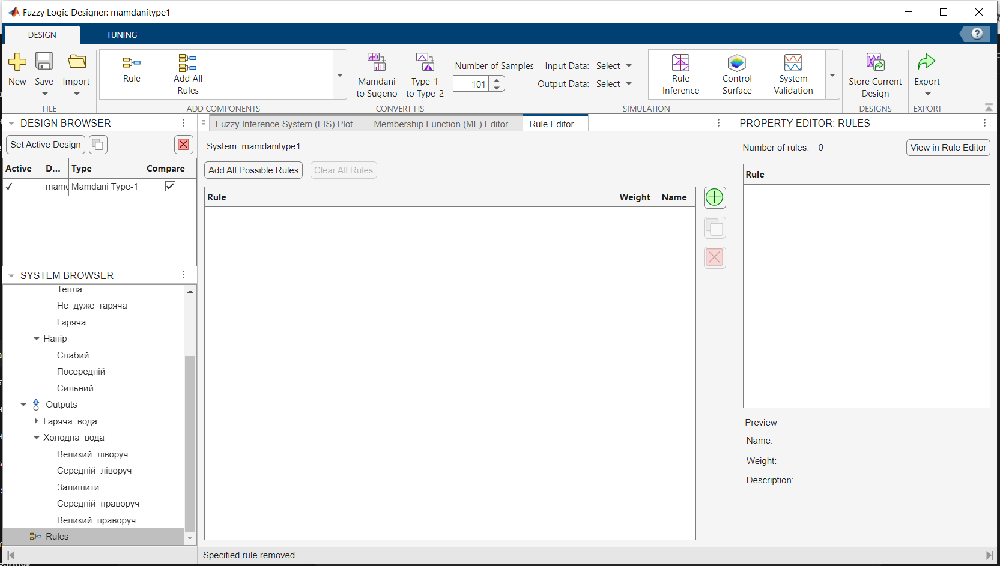 Fuzzy Logic Designer: mamdanitype1
DESIGN
TUNING
New
Save
Import
FILE
Rule
Add All
Rules
ADD COMPONENTS
Mamdani
to Sugeno
Type-1
to Type-2
CONVERT FIS
Number of Samples
101
Input Data: Select
Output Data: Select
Rule
Inference
Control
Surface
System
Validation
SIMULATION
Store Current
Design
DESIGNS
Export
EXPORT
DESIGN BROWSER
Set Active Design
Active D... Type Compare
mamd Mamdani Type-1
SYSTEM BROWSER
Тепла
Не_дуже_гаряча
Гаряча
Напір
Слабий
Посередній
Сильний
Outputs
Гаряча_вода
Холодна_вода
Великий_ліворуч
Середній_ліворуч
Залишити
Середній_праворуч
Великий_праворуч
Rules
Fuzzy Inference System (FIS) Plot
Membership Function (MF) Editor
Rule Editor
System: mamdanitype1
Add All Possible Rules
Clear All Rules
Rule Weight Name
Specified rule removed
PROPERTY EDITOR: RULES
Number of rules: 0
View in Rule Editor
Rule
Preview
Name:
Weight:
Description: